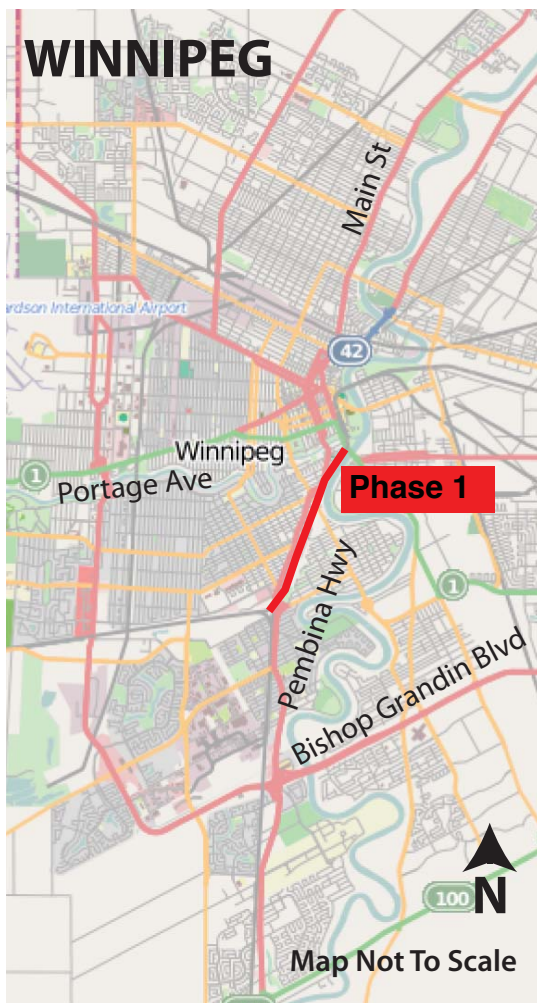 WINNIPEG
Main St
ardson International Airport
42
Winnipeg
1
Portage Ave
Phase 1
1
Pembina Hwy
Bishop Grandin Blvd
100
N
Map Not To Scale